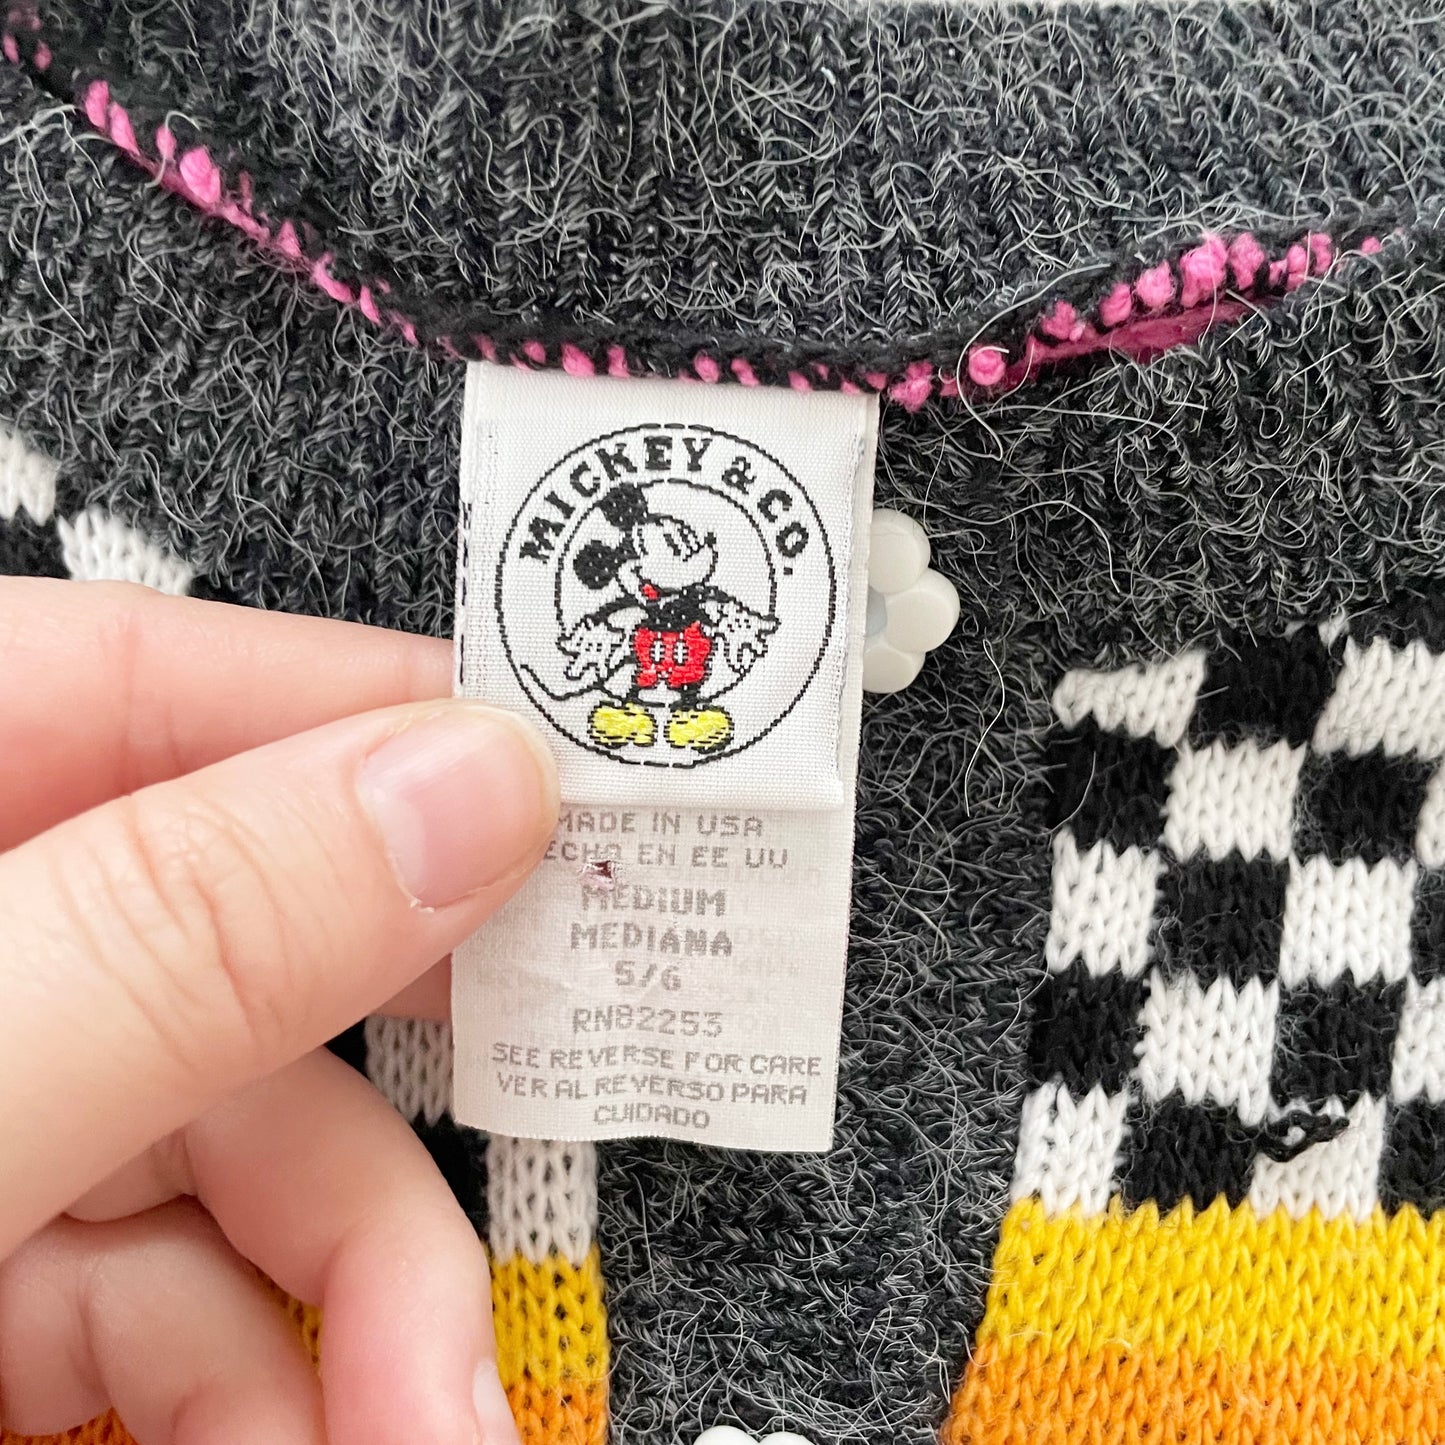 MICKEY & CO.
MADE IN USA
ECHO EN EE UU
MEDIUM
MEDIANA
5/6
RN82253
SEE REVERSE FOR CARE
VER AL REVERSO PARA
CUIDADO